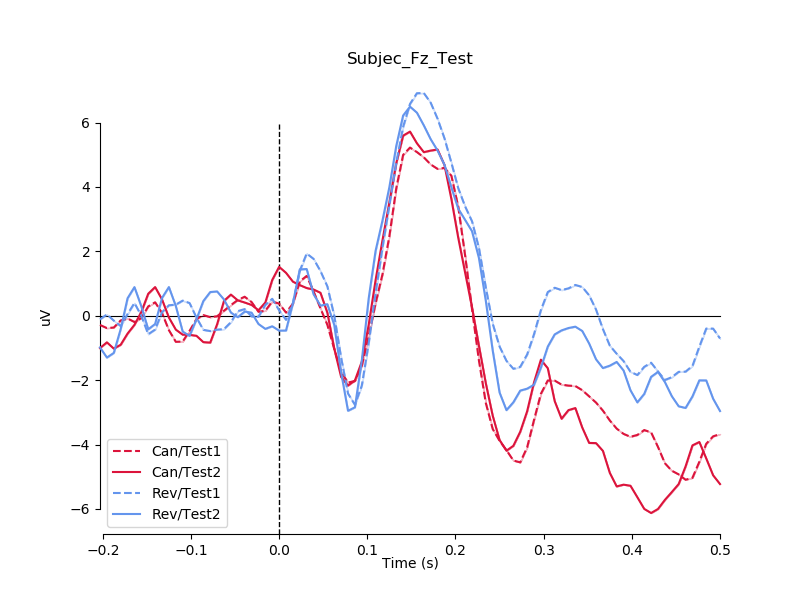 Subjec_Fz_Test
uV
6
4
2
0
−2
−4
−6
Can/Test1
Can/Test2
Rev/Test1
Rev/Test2
−0.2 −0.1 0.0 0.1 0.2 0.3 0.4 0.5
Time (s)